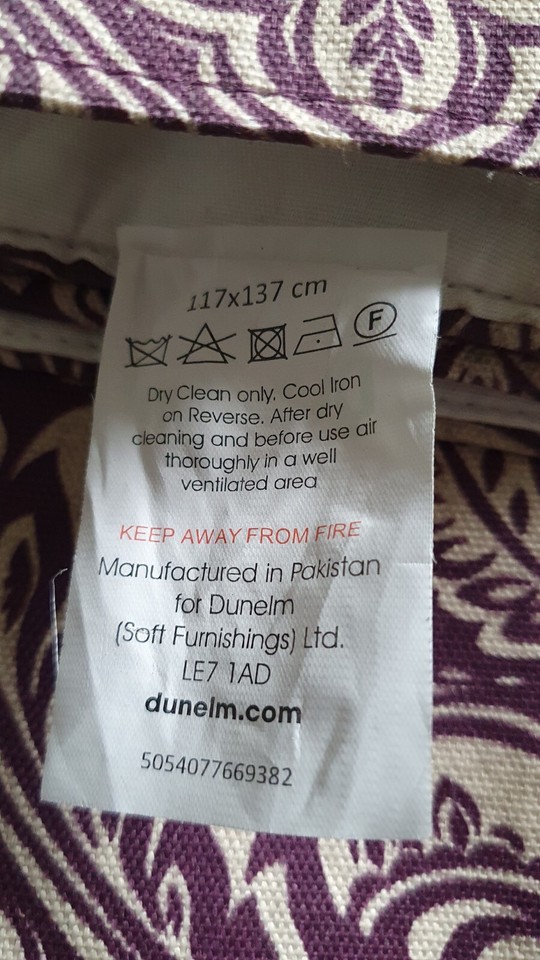 117x137 cm
F
Dry Clean only. Cool Iron
on Reverse. After dry
cleaning and before use air
thoroughly in a well
ventilated area
KEEP AWAY FROM FIRE
Manufactured in Pakistan
for Dunelm
(Soft Furnishings) Ltd.
LE7 1AD
dunelm.com
5054077669382